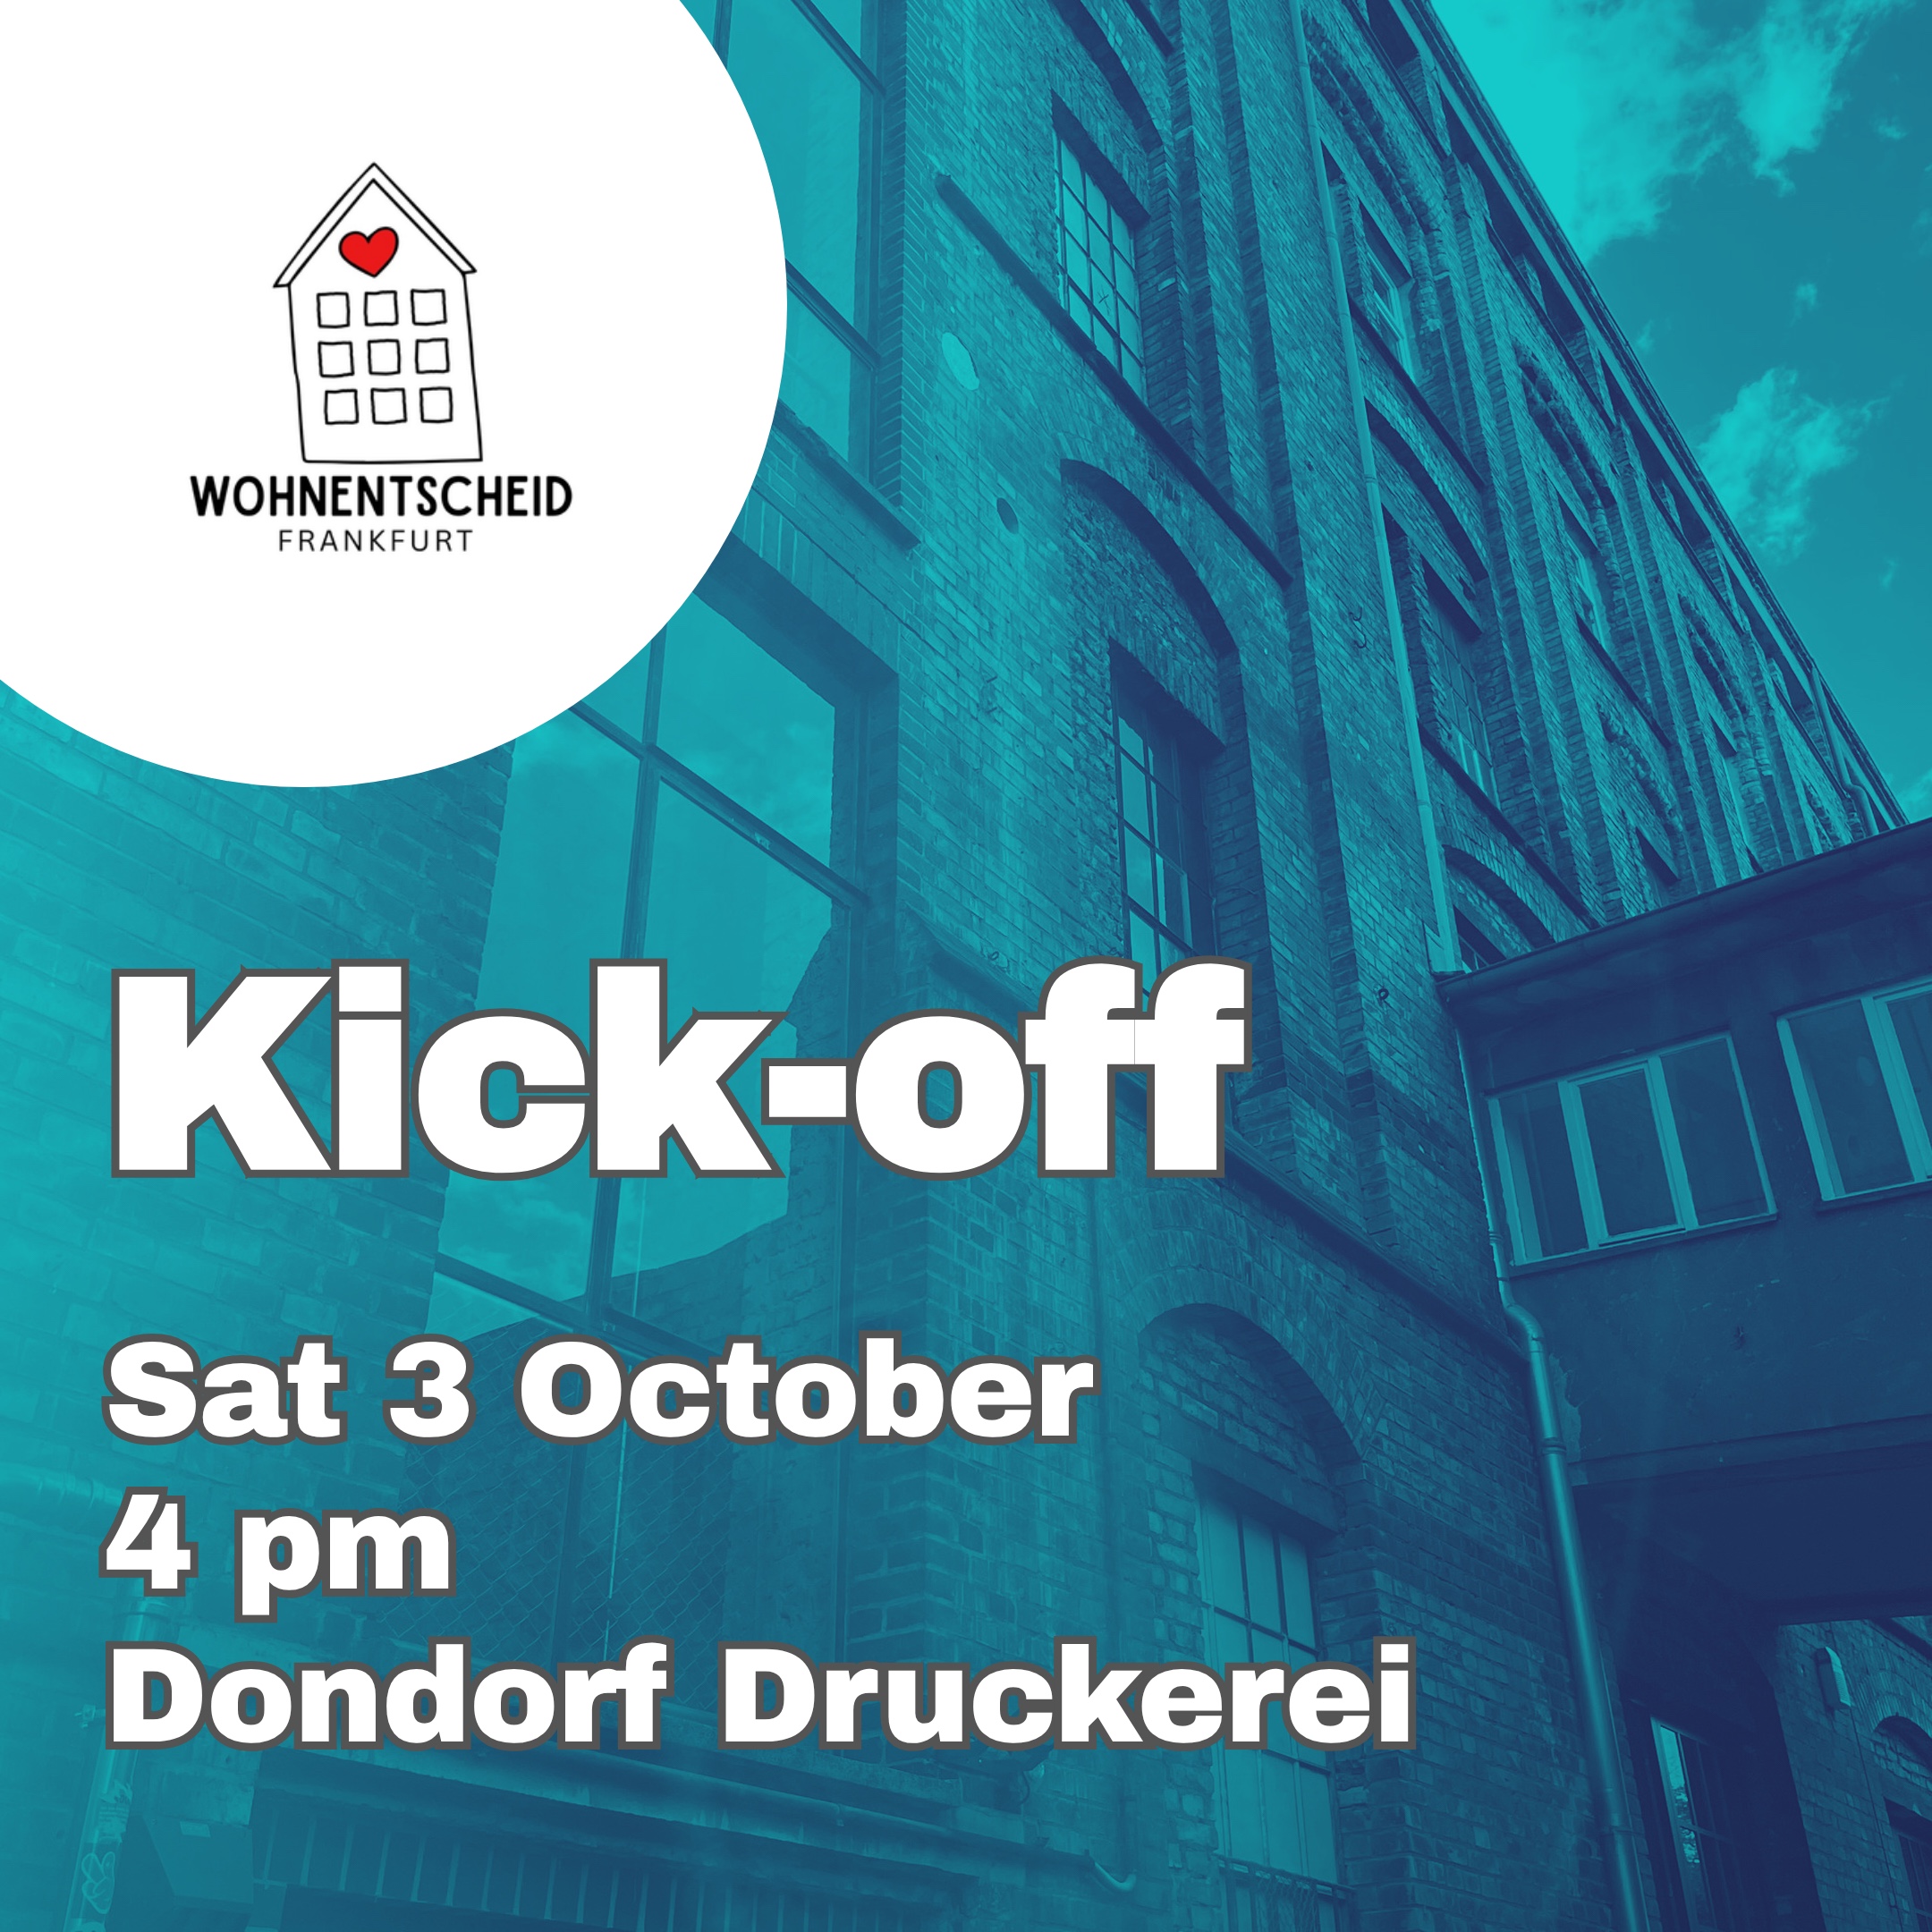 WOHNENTSCHEID
FRANKFURT
Kick-off
Sat 3 October
4 pm
Dondorf Druckerei